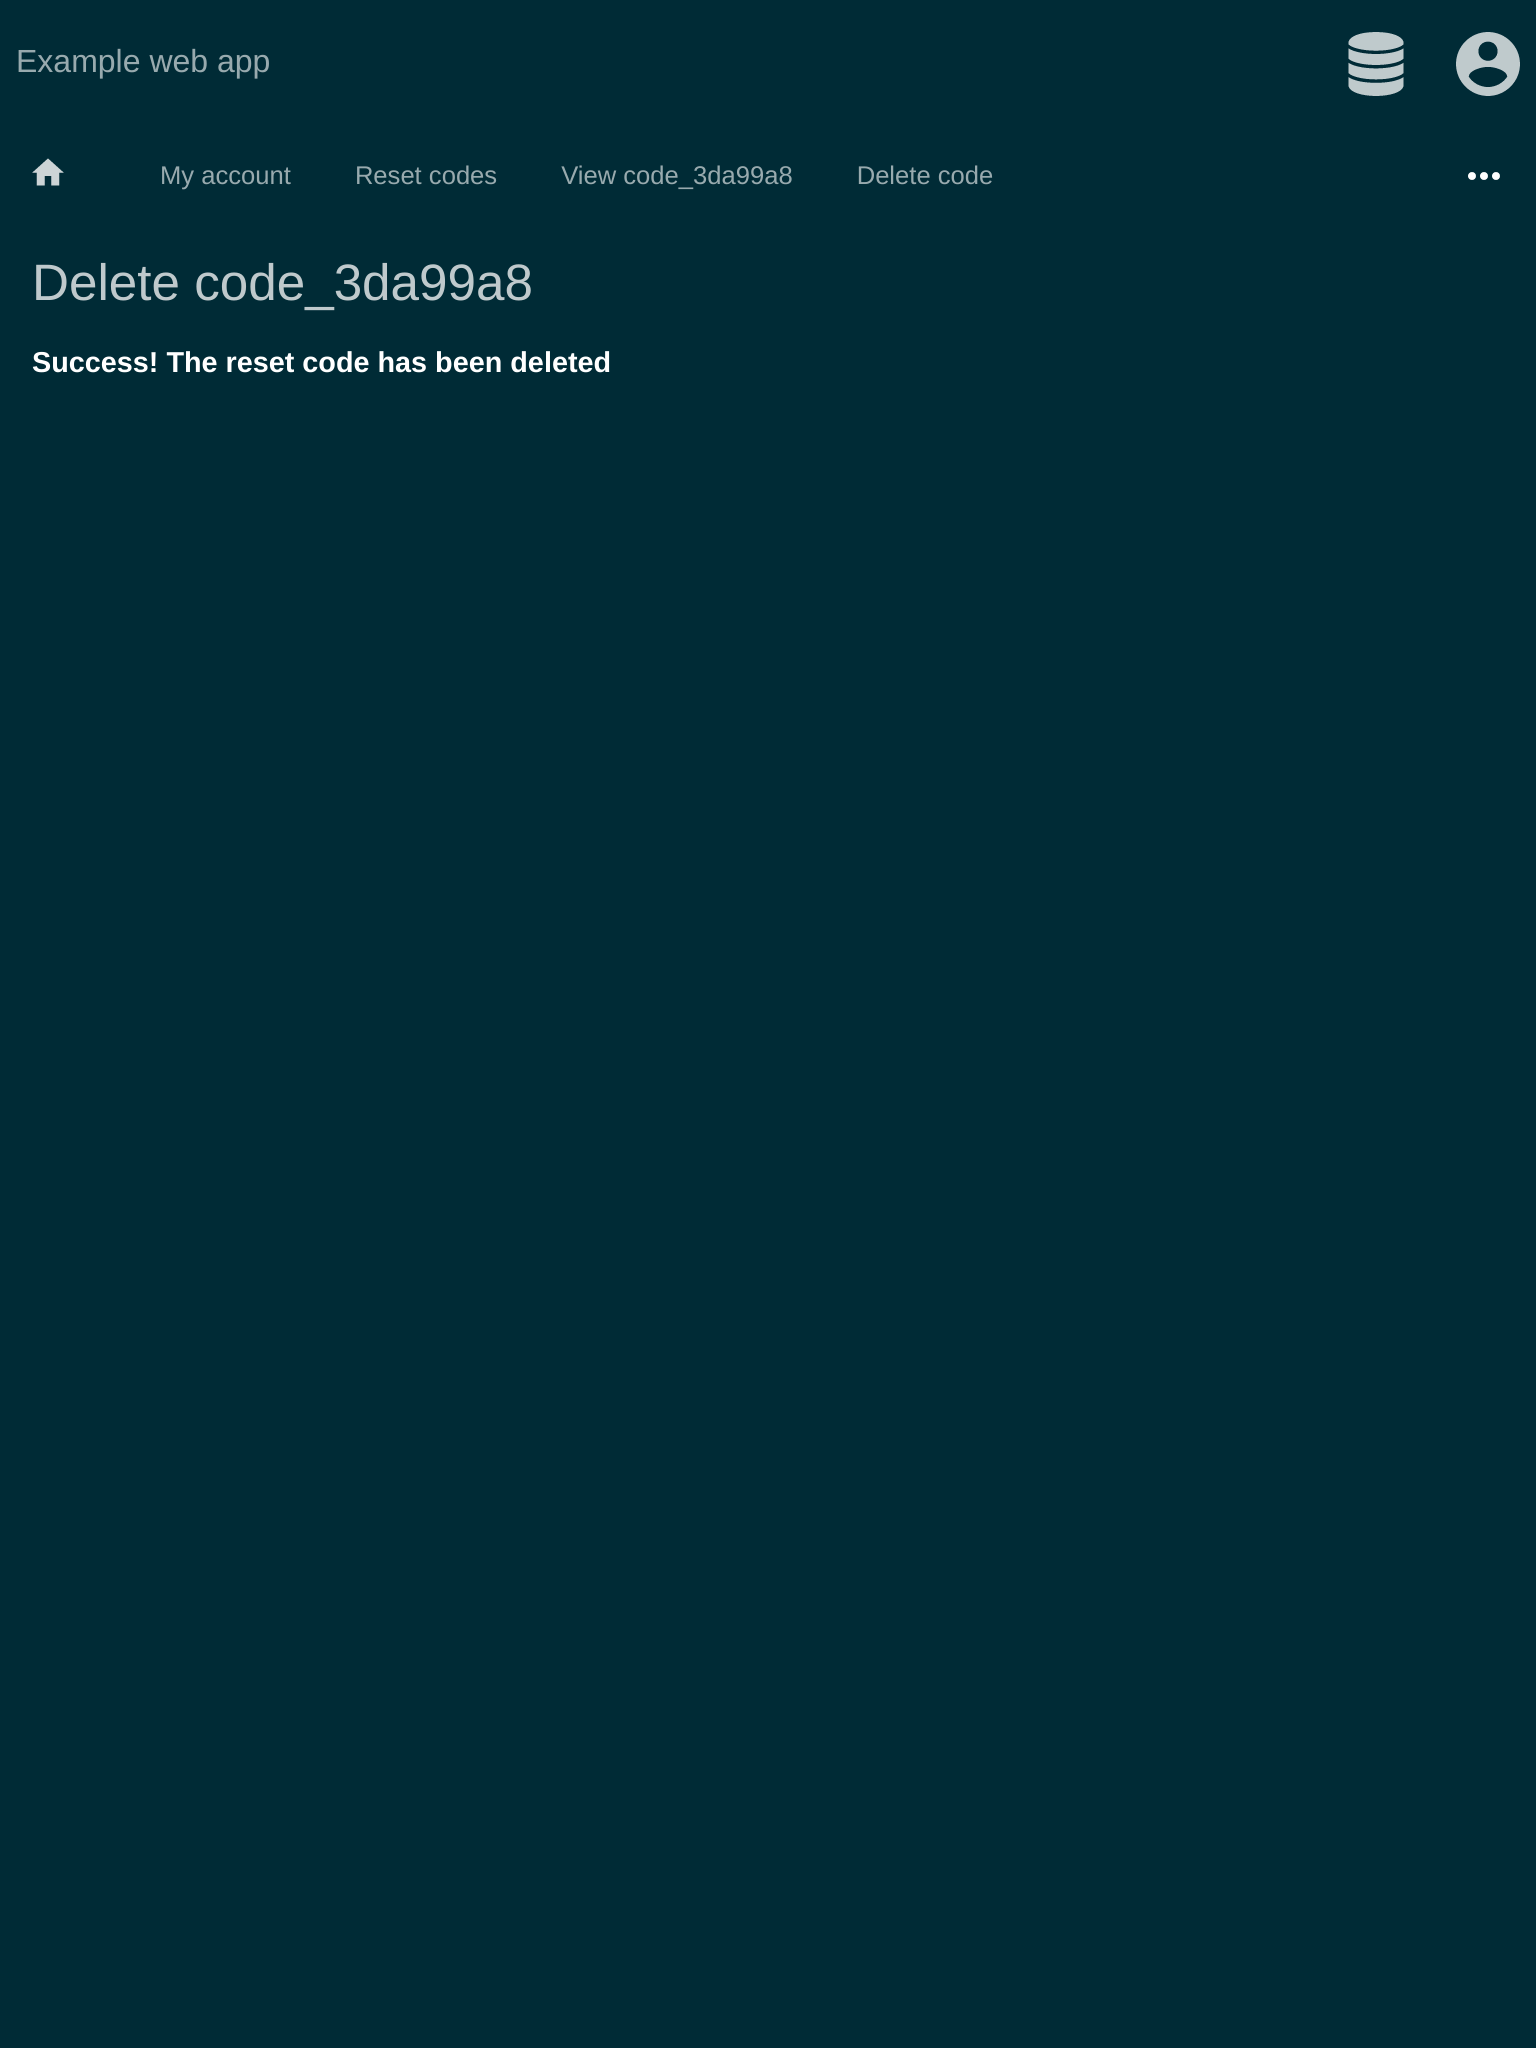 Example web app
My account Reset codes View code_3da99a8 Delete code
Delete code_3da99a8
Success! The reset code has been deleted